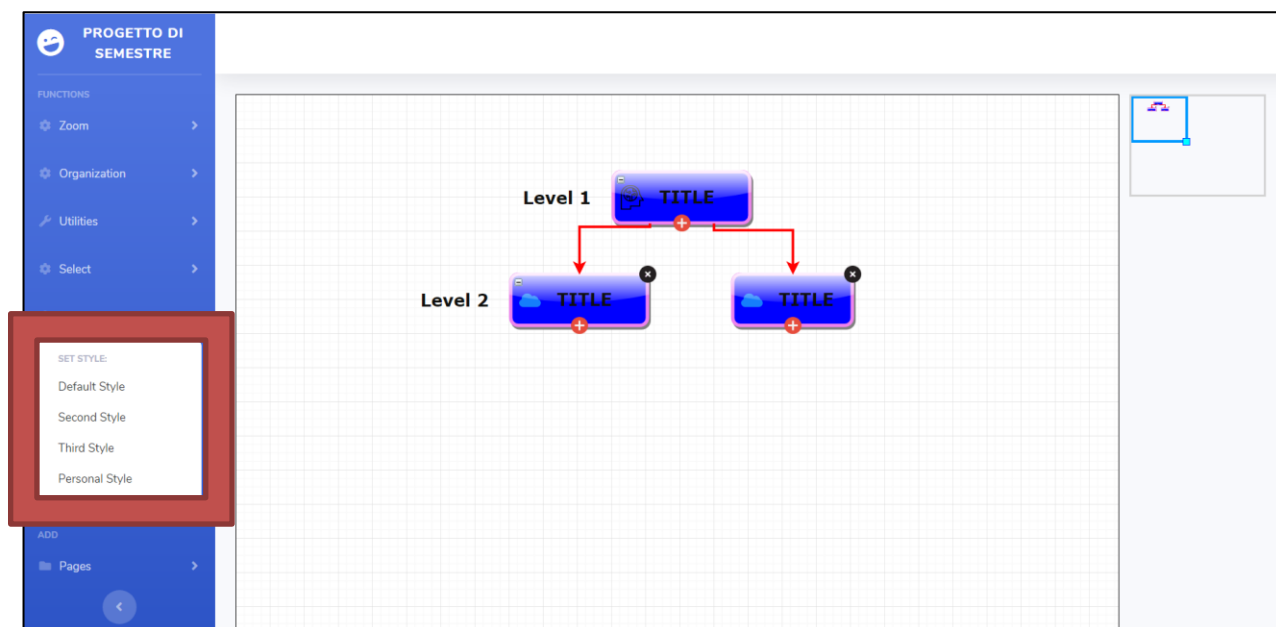 PROGETTO DI
SEMESTRE
FUNCTIONS
Zoom
Organization
Utilities
Select
SET STYLE:
Default Style
Second Style
Third Style
Personal Style
ADD
Pages
Level 1
TITLE
Level 2
TITLE
TITLE